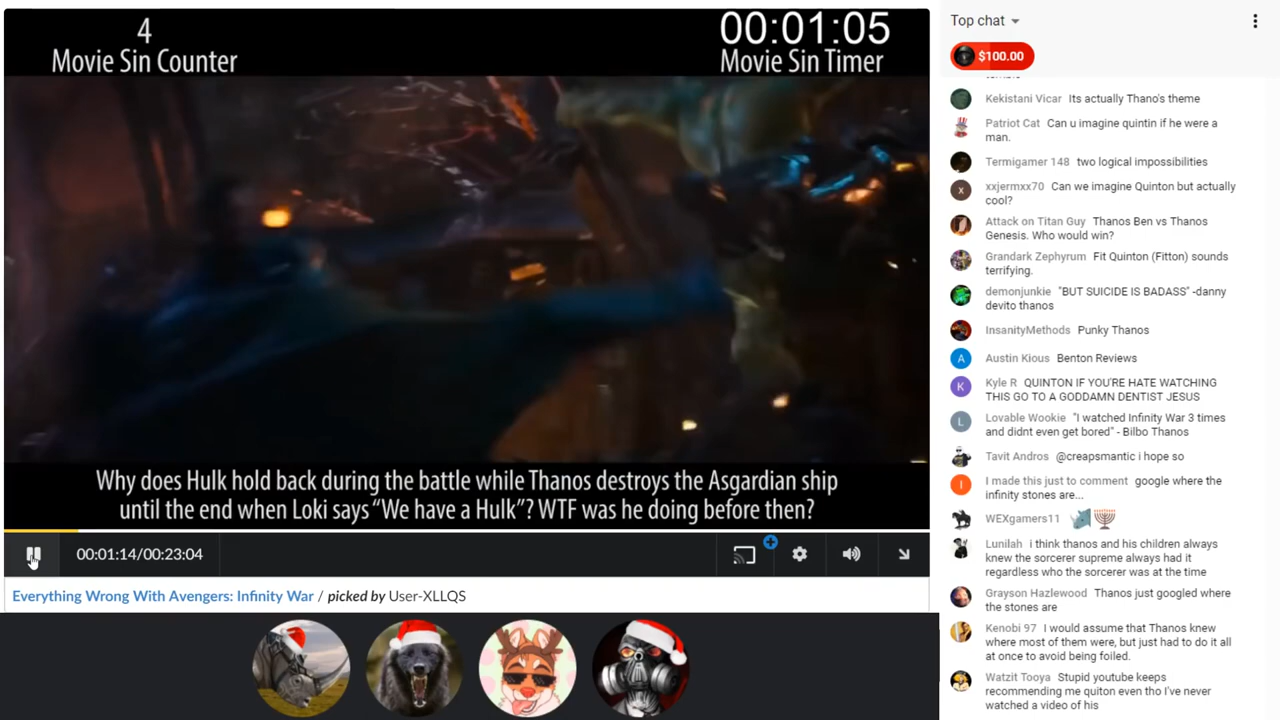 4
Movie Sin Counter
00:01:05
Movie Sin Timer
Why does Hulk hold back during the battle while Thanos destroys the Asgardian ship
until the end when Loki says “We have a Hulk”? WTF was he doing before then?
00:01:14/00:23:04
Everything Wrong With Avengers: Infinity War / picked by User-XLLQS
Top chat
$100.00
Kekistani Vicar Its actually Thano's theme
Patriot Cat Can u imagine quintin if he were a
man.
Termigamer 148 two logical impossibilities
x
xxjermxx70 Can we imagine Quinton but actually
cool?
Attack on Titan Guy Thanos Ben vs Thanos
Genesis. Who would win?
Grandark Zephyrum Fit Quinton (Fitton) sounds
terrifying.
demonjunkie "BUT SUICIDE IS BADASS" -danny
devito thanos
InsanityMethods Punky Thanos
A
Austin Kious Benton Reviews
K
Kyle R QUINTON IF YOU'RE HATE WATCHING
THIS GO TO A GODDAMN DENTIST JESUS
L
Lovable Wookie "I watched Infinity War 3 times
and didnt even get bored" - Bilbo Thanos
Tavit Andros @creapsmantic i hope so
I
I made this just to comment google where the
infinity stones are...
WEXgamers11
Lunilah i think thanos and his children always
knew the sorcerer supreme always had it
regardless who the sorcerer was at the time
Grayson Hazlewood Thanos just googled where
the stones are
Kenobi 97 I would assume that Thanos knew
where most of them were, but just had to do it all
at once to avoid being foiled.
Watzit Tooya Stupid youtube keeps
recommending me quiton even tho I've never
watched a video of his